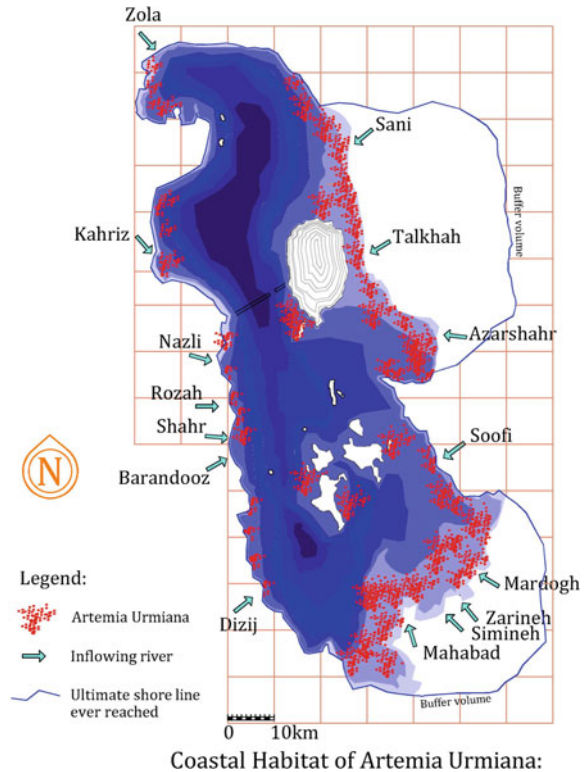 Zola
Sani
Buffer volume
Kahriz
Talkhah
Nazli
Azarshahr
Rozah
Shahr
Soofi
Barandooz
N
Mardogh
Legend:
Zarineh
Artemia Urmiana
Dizij
Simineh
Mahabad
Inflowing river
Ultimate shore line
ever reached
Buffer volume
0 10km
Coastal Habitat of Artemia Urmiana: